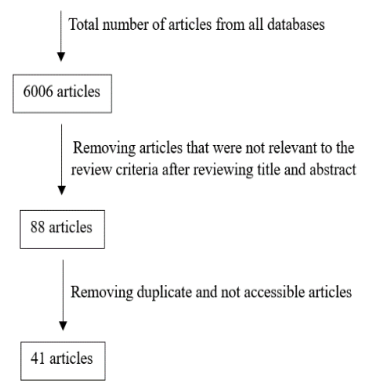 Total number of articles from all databases
6006 articles
Removing articles that were not relevant to the
review criteria after reviewing title and abstract
88 articles
Removing duplicate and not accessible articles
41 articles